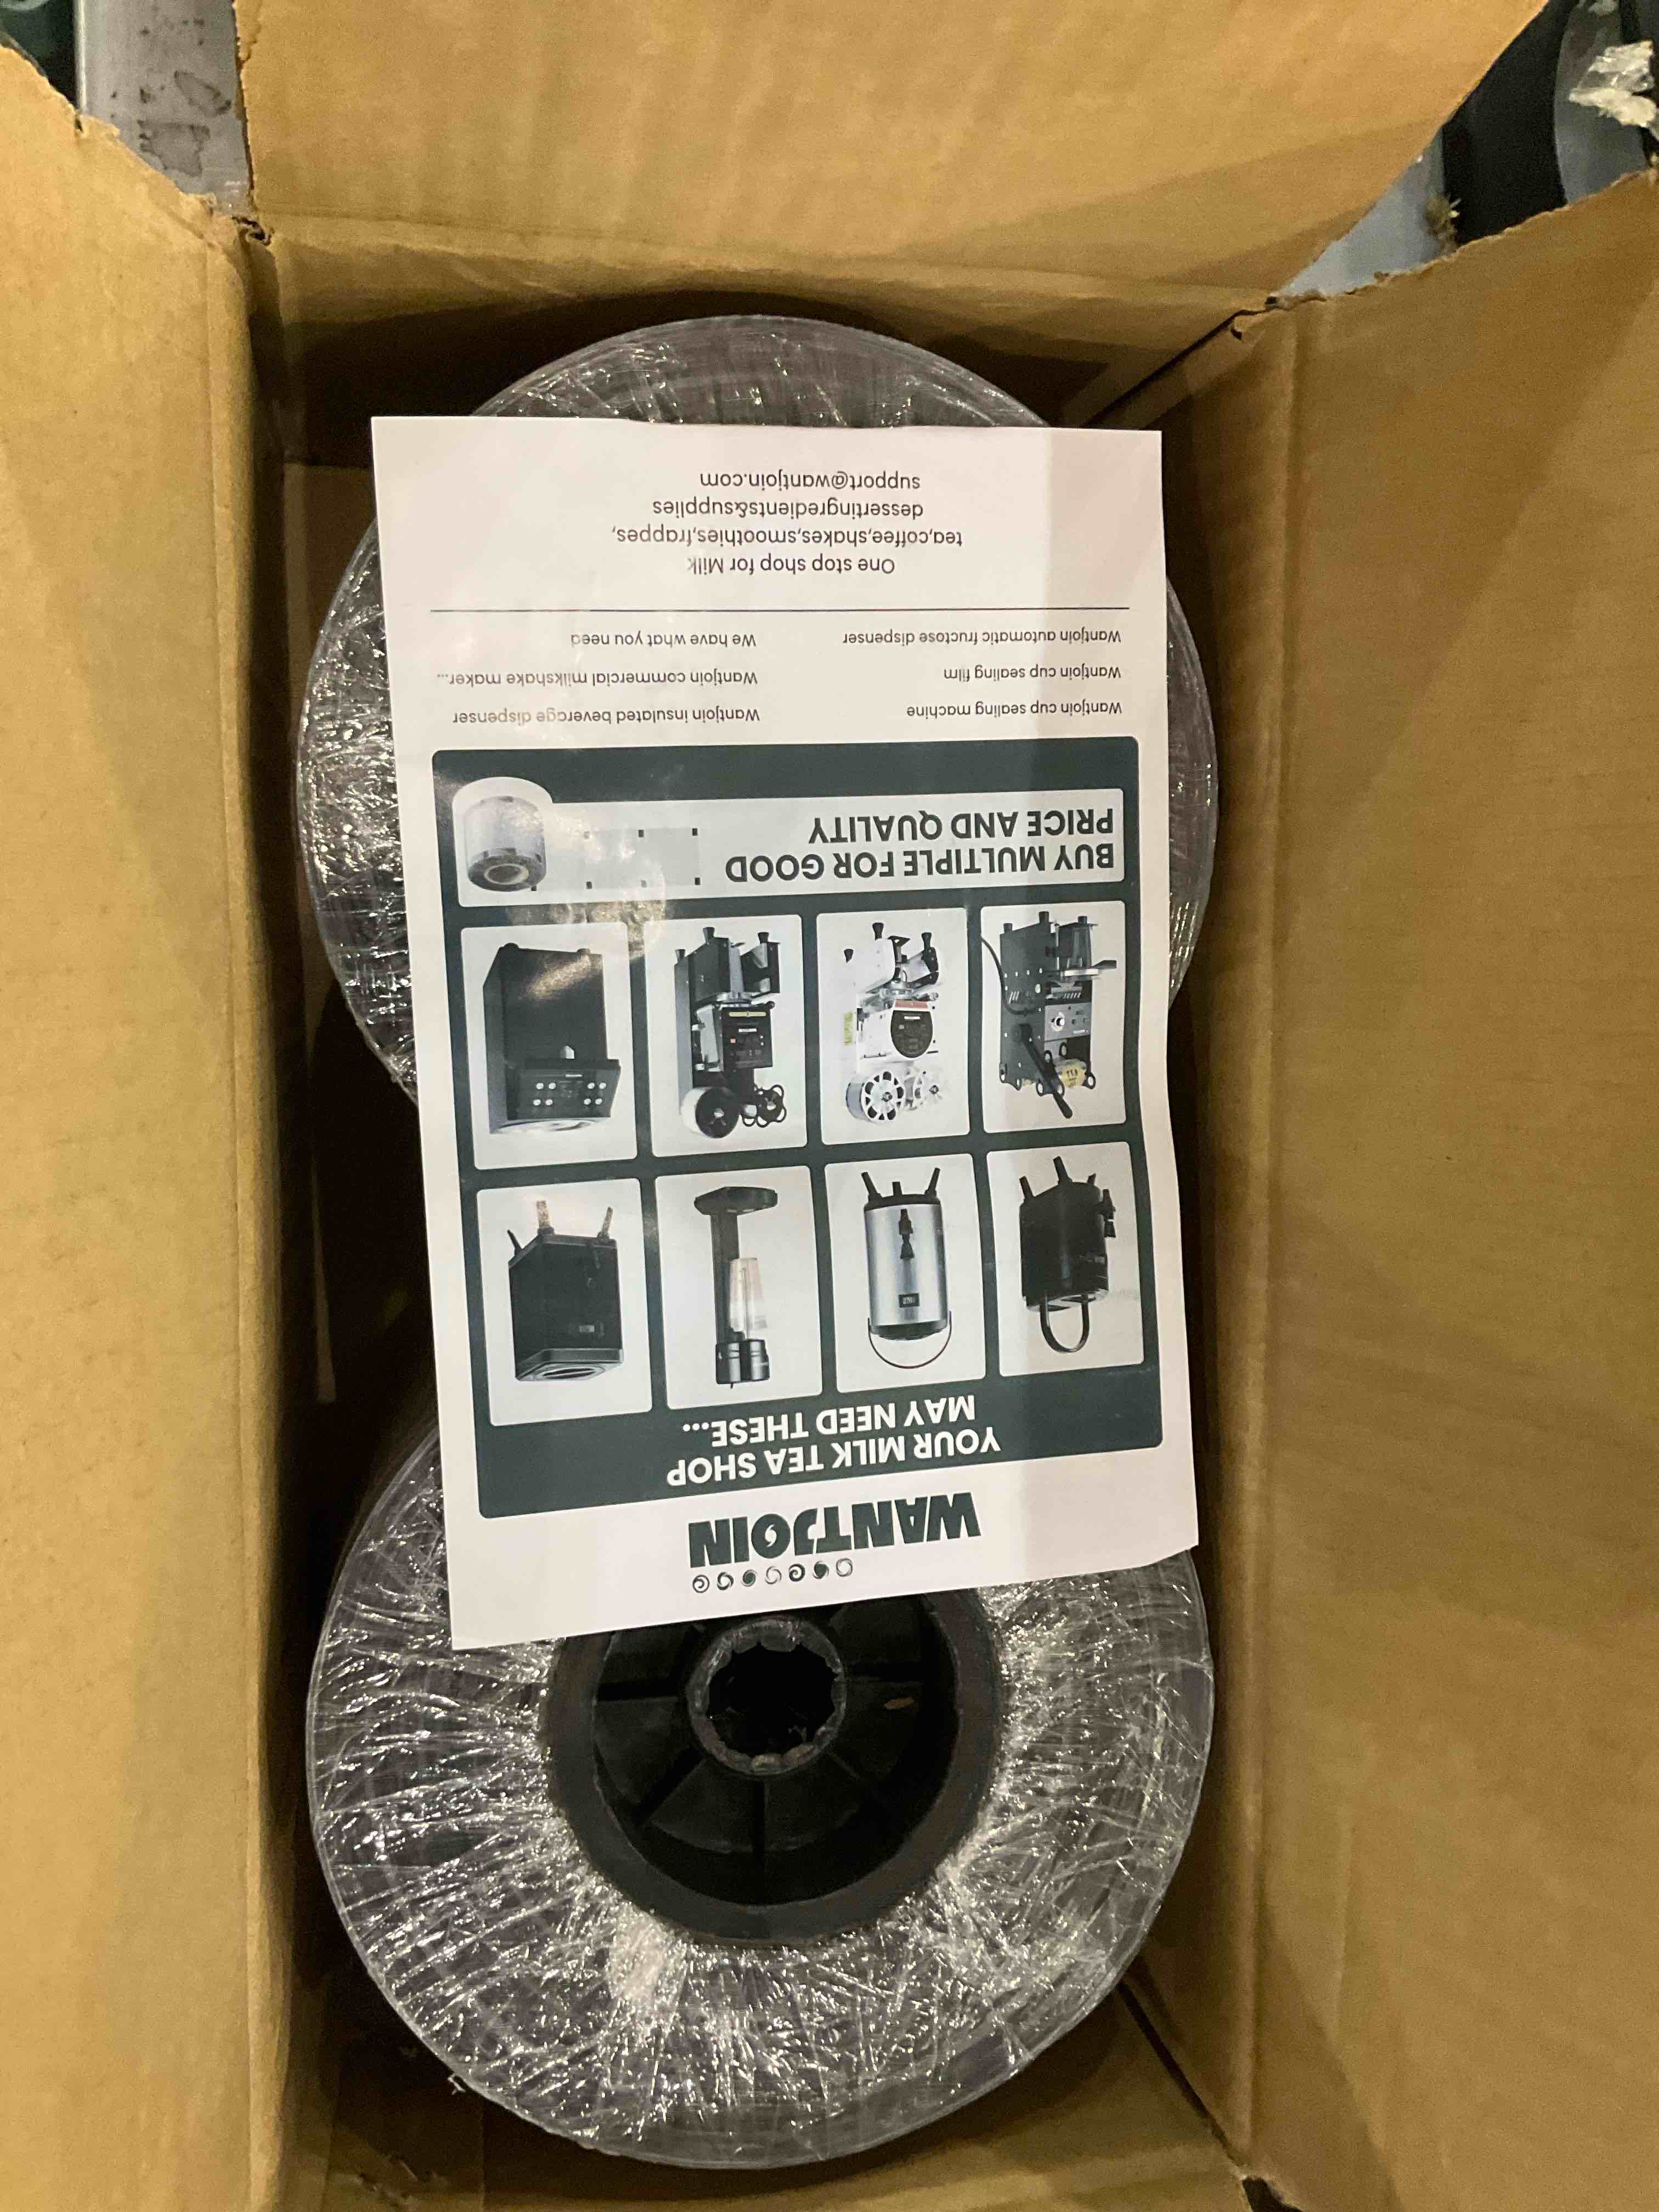 WANTJOIN
YOUR MILK TEA SHOP
MAY NEED THESE...
BUY MULTIPLE FOR GOOD
PRICE AND QUALITY
Wantjoin cup sealing machine
Wantjoin insulated beverage dispenser
Wantjoin cup sealing film
Wantjoin commercial milkshake maker...
Wantjoin automatic fructose dispenser
We have what you need
One stop shop for Milk
tea,coffee,shakes,smoothies,frappes,
dessertingredients&supplies
support@wantjoin.com